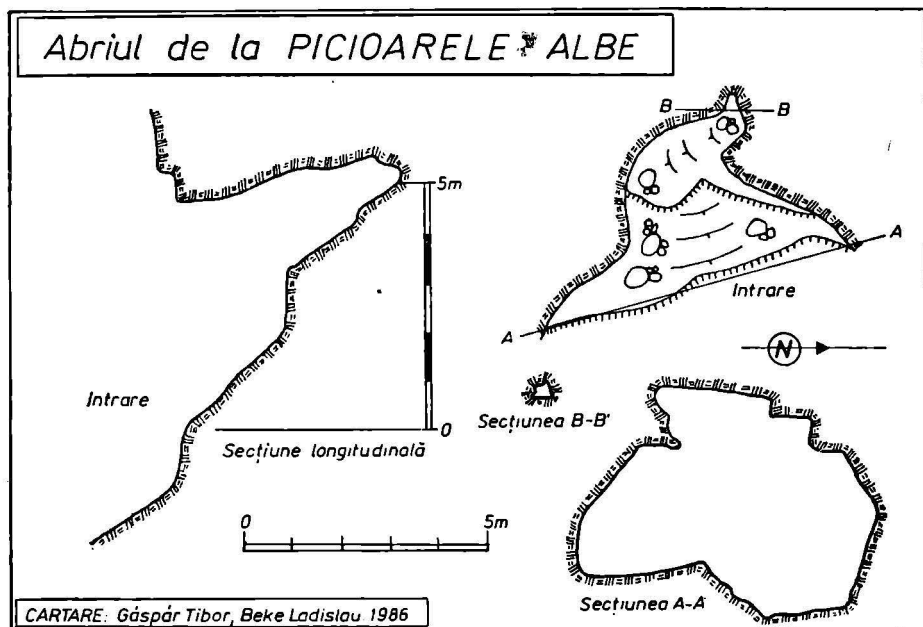 Abriul de la PICIOARELE ALBE
B B
5m
A
Intrare
A
N
Intrare
Secțiunea B-B'
0
Secțiune longitudinală
0 5m
Secțiunea A-A
CARTARE: Gáspár Tibor, Beke Ladislau 1986